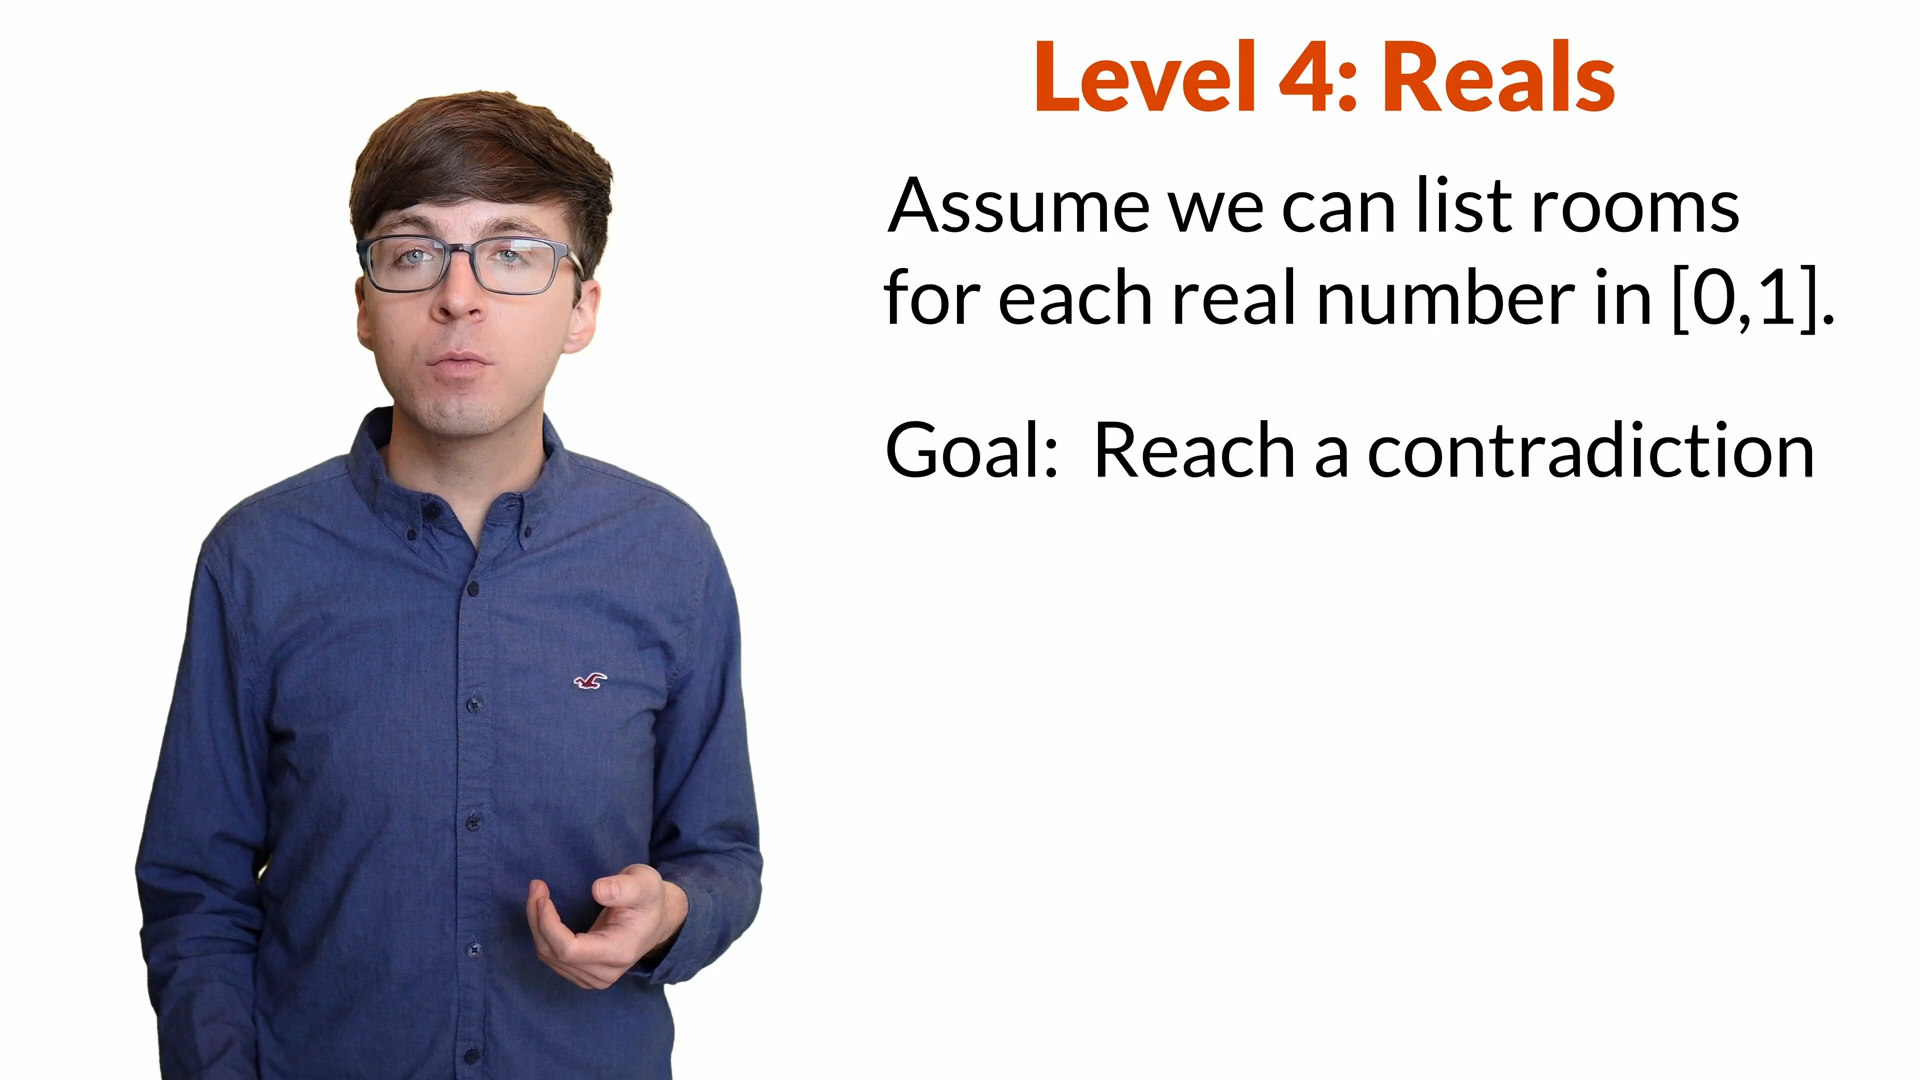 Level 4: Reals
Assume we can list rooms
for each real number in [0,1].
Goal: Reach a contradiction